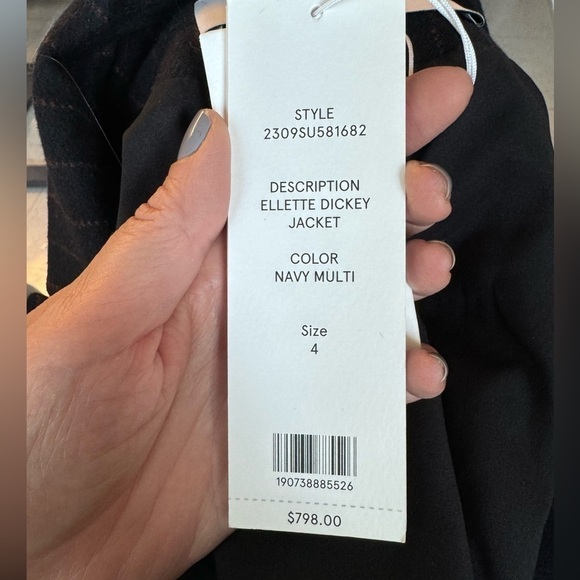 STYLE
2309SU581682
DESCRIPTION
ELLETTE DICKEY
JACKET
COLOR
NAVY MULTI
Size
4
190738885526
$798.00